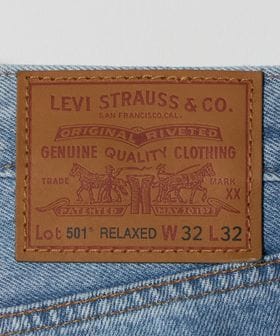 LEVI STRAUSS & CO.
SAN FRANCISCO, CAL.
ORIGINAL RIVETED
GENUINE QUALITY CLOTHING
TRADE MARK
XX
PATENTED MAY 20 1873
Lot 501® RELAXED W 32 L 32